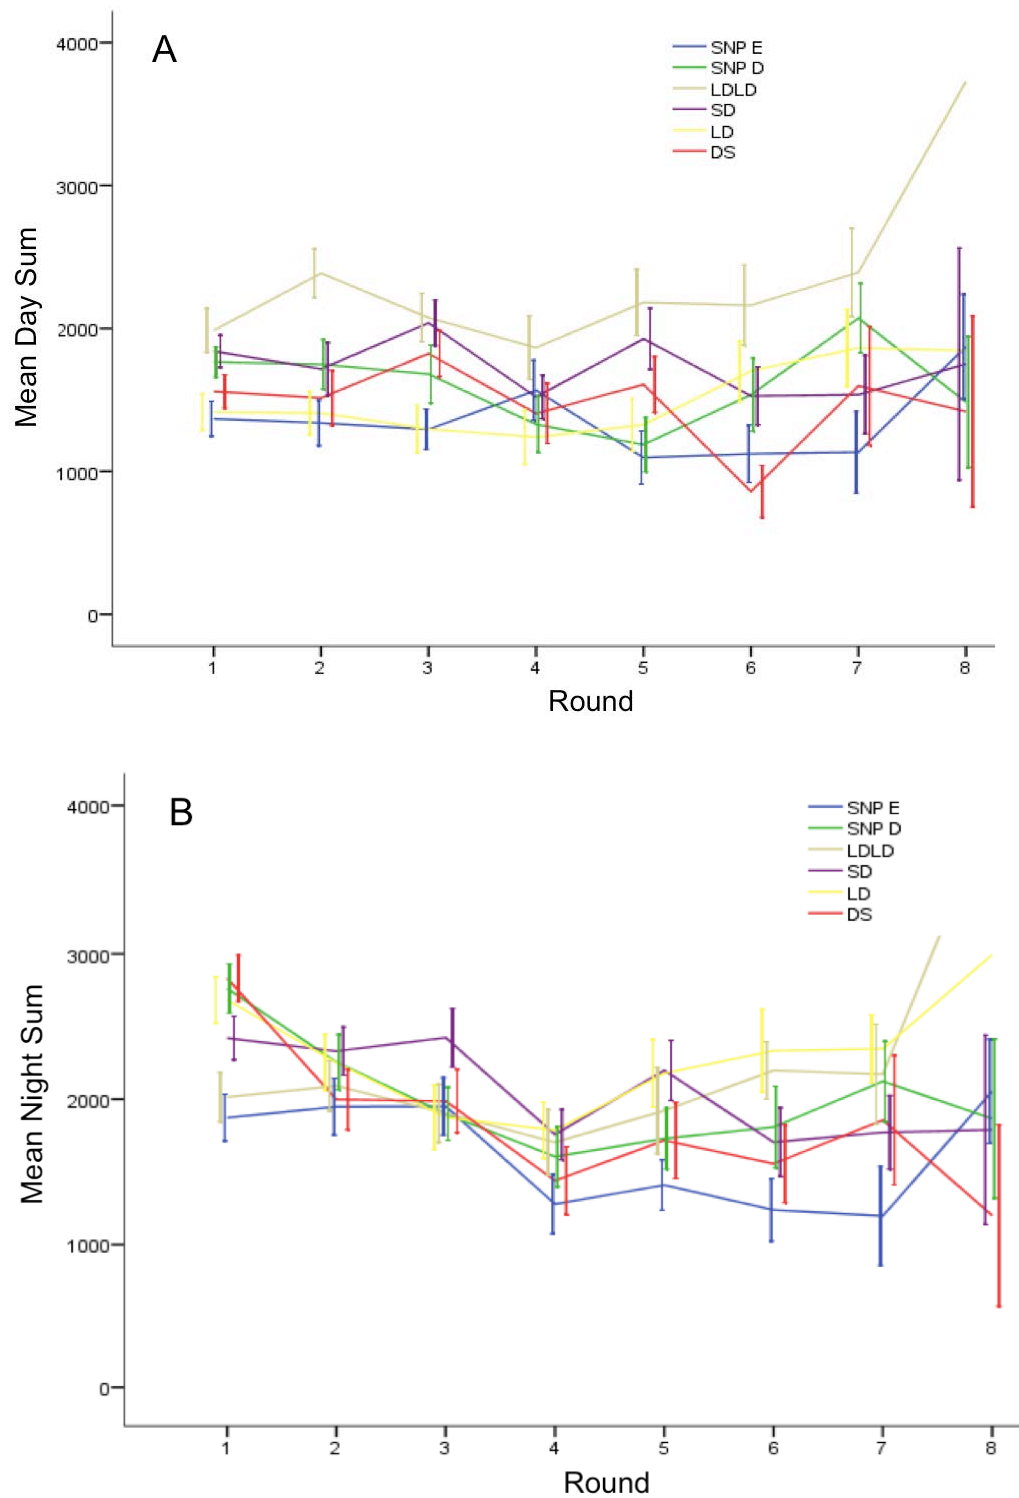 A
4000
3000
2000
1000
0
Mean Day Sum
SNP E
SNP D
LDLD
SD
LD
DS
1 2 3 4 5 6 7 8
Round
B
4000
3000
2000
1000
0
Mean Night Sum
SNP E
SNP D
LDLD
SD
LD
DS
1 2 3 4 5 6 7 8
Round